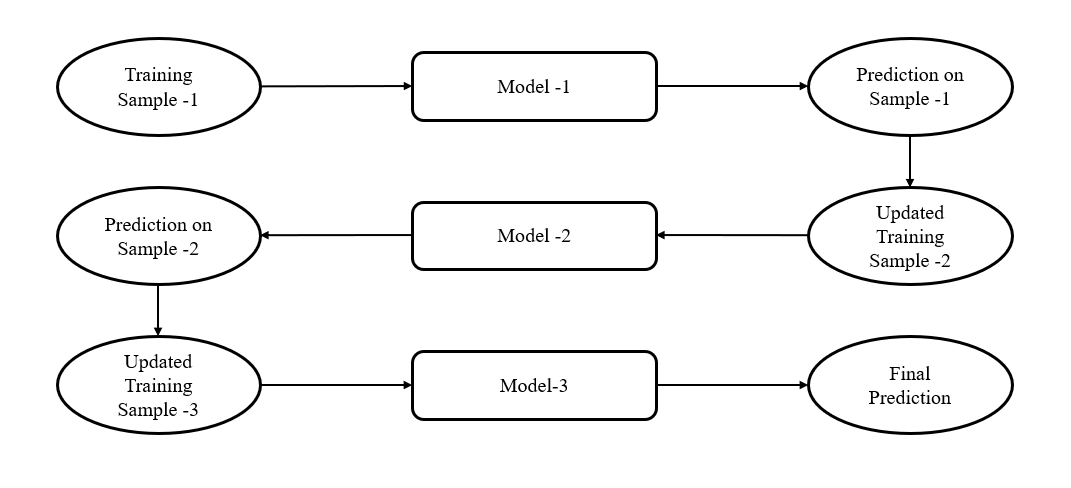 Training
Sample -1
Model -1
Prediction on
Sample -1
Prediction on
Sample -2
Model -2
Updated
Training
Sample -2
Updated
Training
Sample -3
Model-3
Final
Prediction